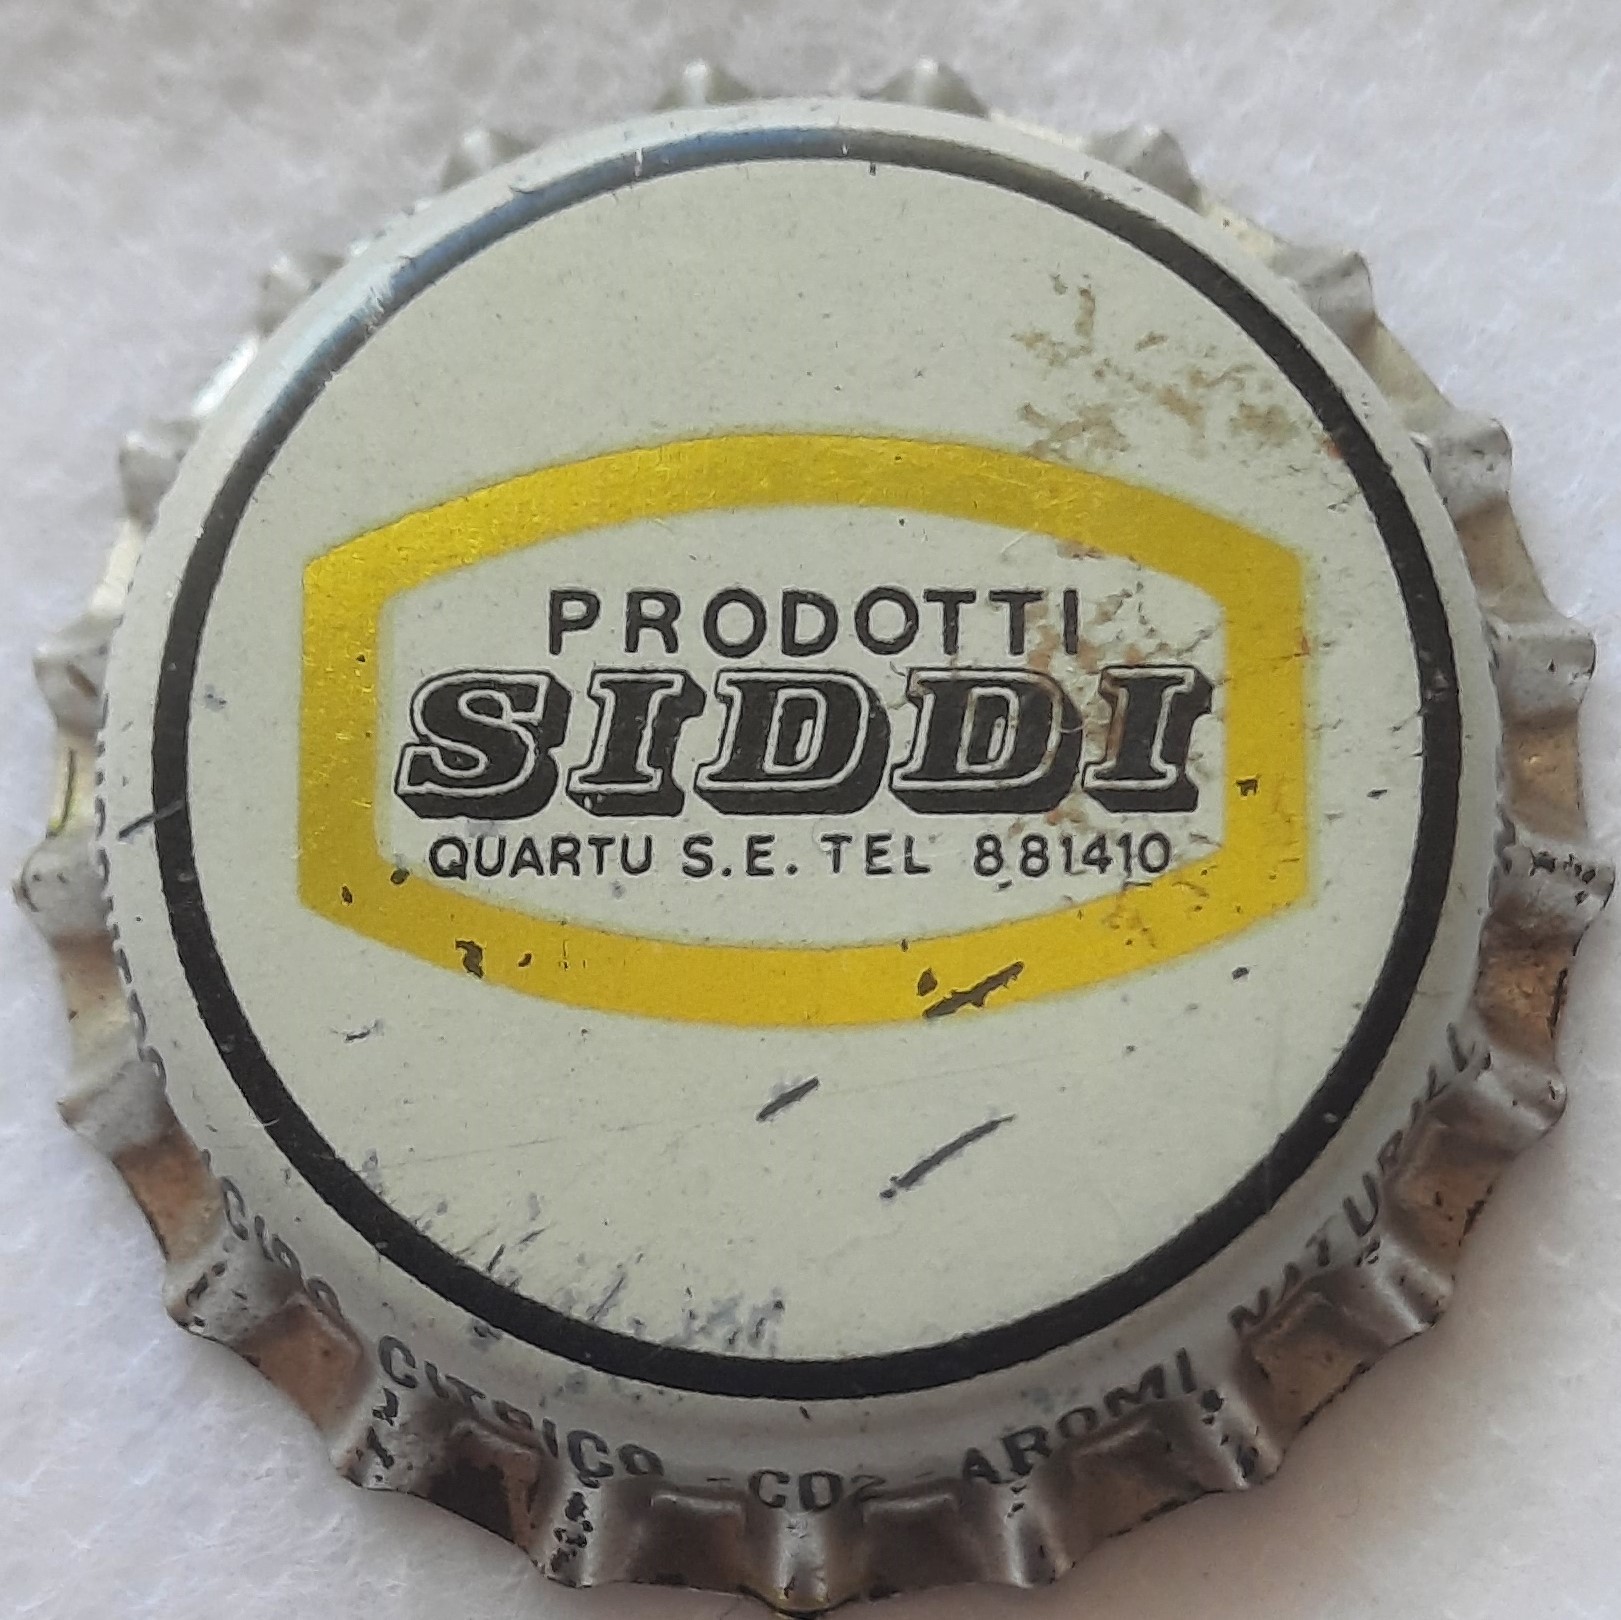 PRODOTTI
SIDDI
QUARTU S.E. TEL 881410
CITRICO - CO2 - AROMI NATURALI